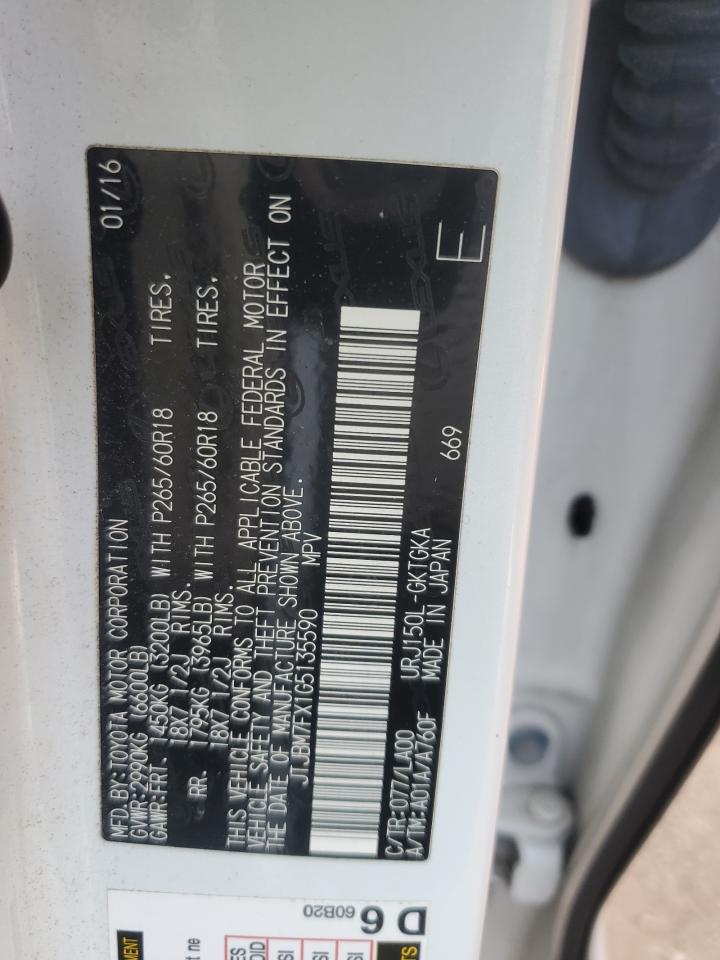 MFD.BY:TOYOTA MOTOR CORPORATION 01/16
GVWR:2990KG (6600LB)
GAWR:FRT. 1450KG (3200LB) WITH P265/60R18 TIRES,
18X7 1/2J RIMS.
RR. 1795KG (3965LB) WITH P265/60R18 TIRES,
18X7 1/2J RIMS.
THIS VEHICLE CONFORMS TO ALL APPLICABLE FEDERAL MOTOR
VEHICLE SAFETY AND THEFT PREVENTION STANDARDS IN EFFECT ON
THE DATE OF MANUFACTURE SHOWN ABOVE.
JTJBM7FX1G5135590 MPV
C/TR:077/LA00 URJ150L-GKTGKA 669 E
A/TM:A01A/A760F MADE IN JAPAN
LEXUS
D 6
60B20